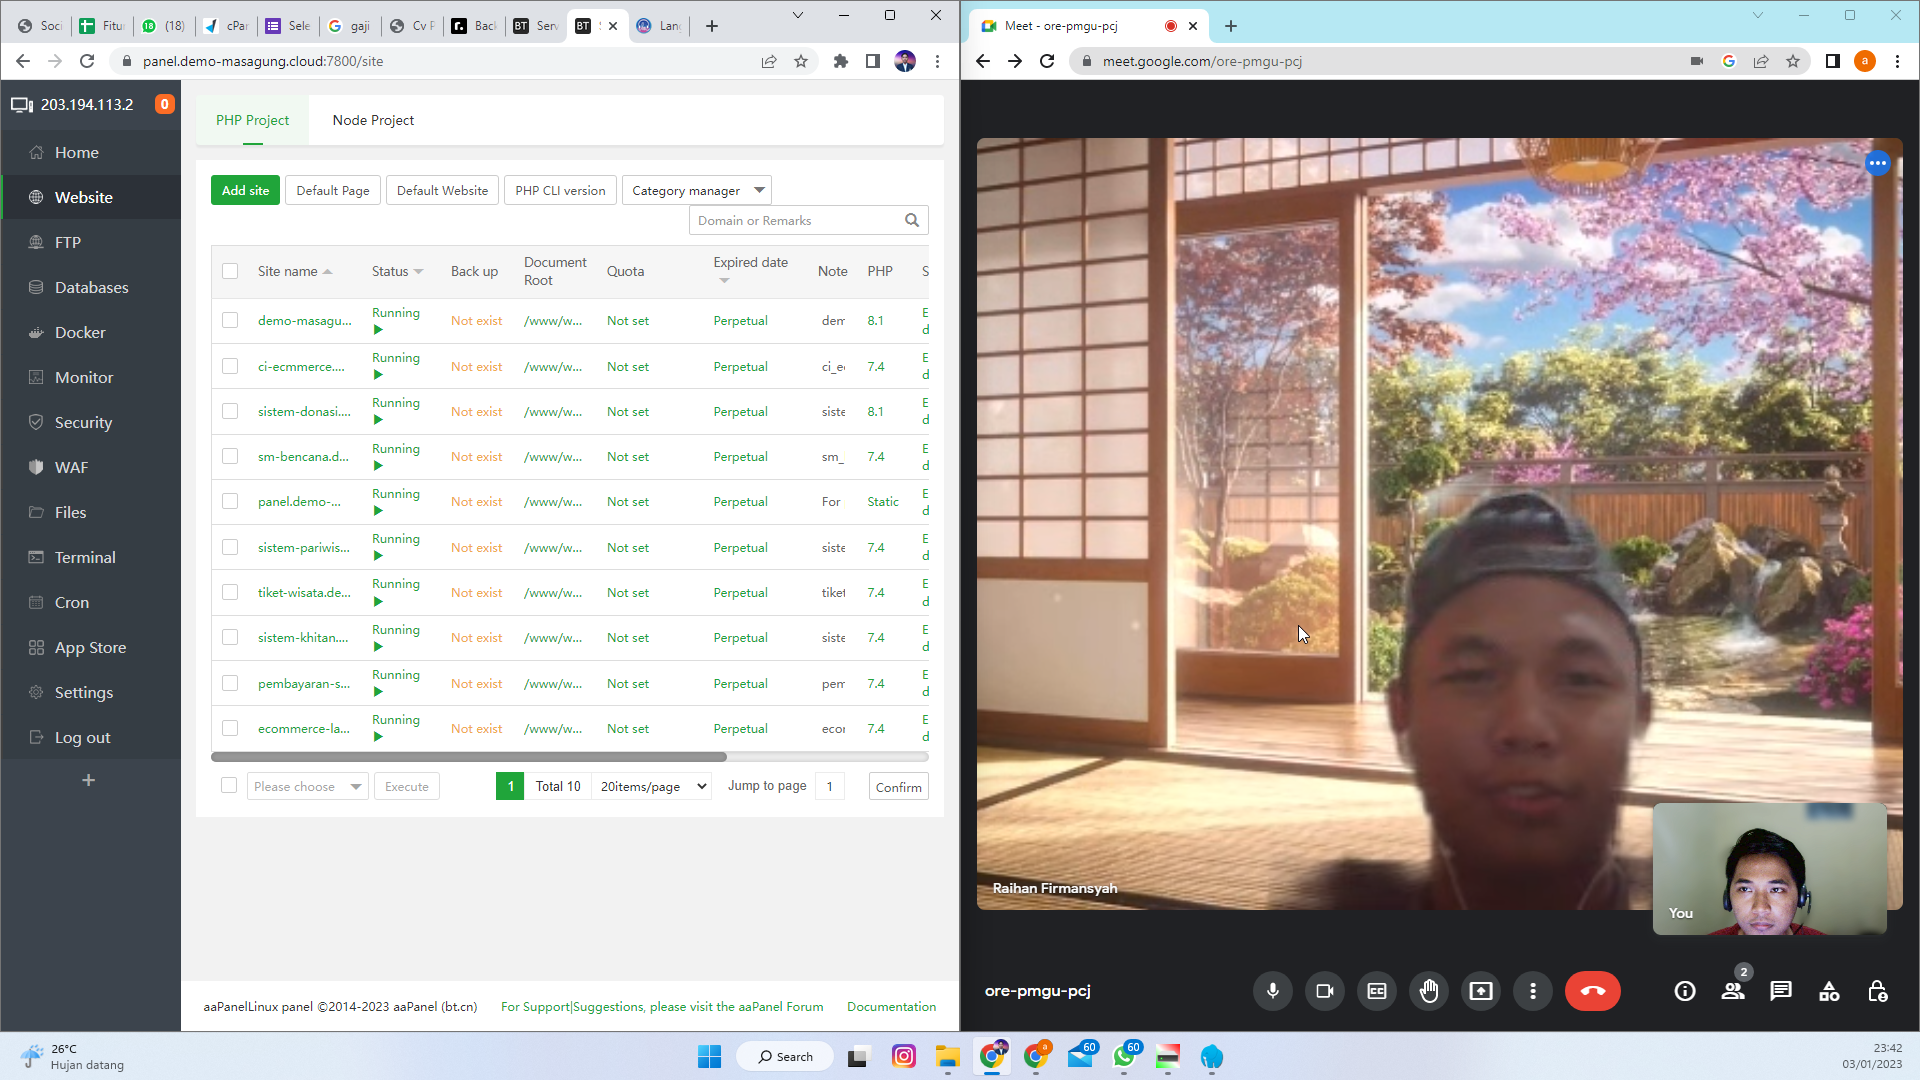 Soci
Fitur
(18)
cPar
Sele
gaji
Cv F
Back
Serv
Lang
panel.demo-masagung.cloud:7800/site
203.194.113.2
0
Home
Website
FTP
Databases
Docker
Monitor
Security
WAF
Files
Terminal
Cron
App Store
Settings
Log out
PHP Project Node Project
Add site Default Page Default Website PHP CLI version Category manager
Domain or Remarks
Site name Status Back up Document Root Quota Expired date Note PHP S
demo-masagu... Running Not exist /www/w... Not set Perpetual dem 8.1 E d
ci-ecmmerce.... Running Not exist /www/w... Not set Perpetual ci_e 7.4 E d
sistem-donasi.... Running Not exist /www/w... Not set Perpetual siste 8.1 E d
sm-bencana.d... Running Not exist /www/w... Not set Perpetual sm_ 7.4 E d
panel.demo-... Running Not exist /www/w... Not set Perpetual For Static E d
sistem-pariwis... Running Not exist /www/w... Not set Perpetual siste 7.4 E d
tiket-wisata.de... Running Not exist /www/w... Not set Perpetual tiket 7.4 E d
sistem-khitan.... Running Not exist /www/w... Not set Perpetual siste 7.4 E d
pembayaran-s... Running Not exist /www/w... Not set Perpetual pem 7.4 E d
ecommerce-la... Running Not exist /www/w... Not set Perpetual ecor 7.4 E d
Please choose Execute 1 Total 10 20items/page Jump to page 1 Confirm
aaPanelLinux panel ©2014-2023 aaPanel (bt.cn) For Support|Suggestions, please visit the aaPanel Forum Documentation
Meet - ore-pmgu-pcj
meet.google.com/ore-pmgu-pcj
a
Raihan Firmansyah
You
ore-pmgu-pcj
2
26°C
Hujan datang
Search
a
60
60
23:42
03/01/2023